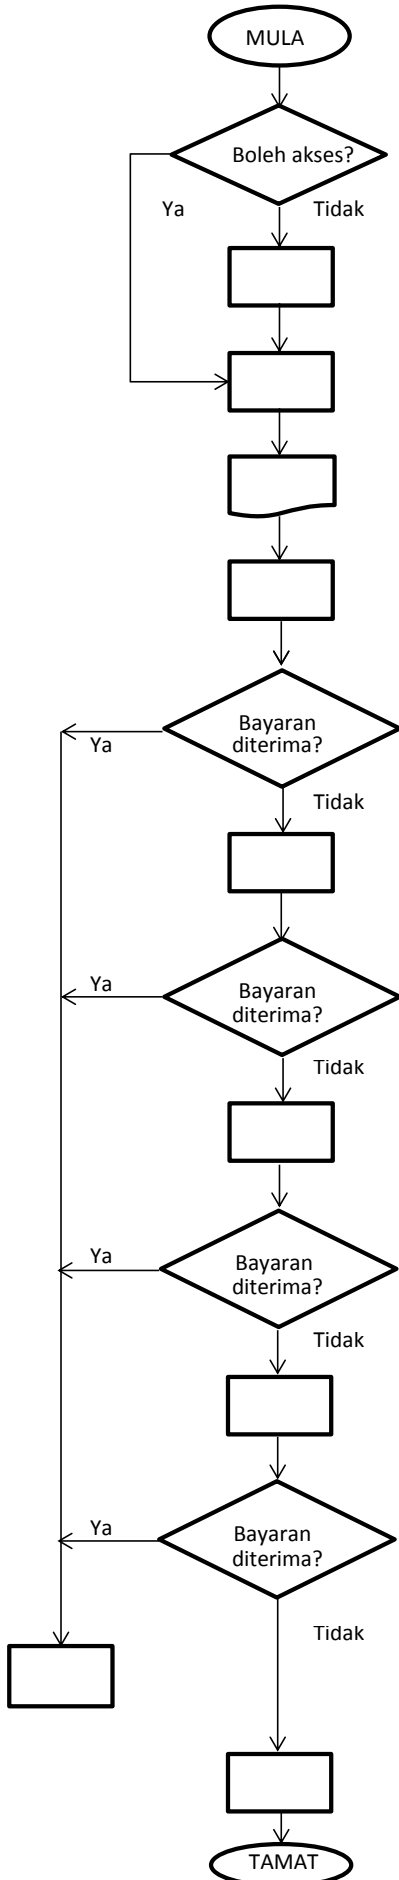 MULA
Boleh akses?
Ya
Tidak
Bayaran
diterima?
Ya
Tidak
Bayaran
diterima?
Ya
Tidak
Bayaran
diterima?
Ya
Tidak
Bayaran
diterima?
Ya
Tidak
TAMAT